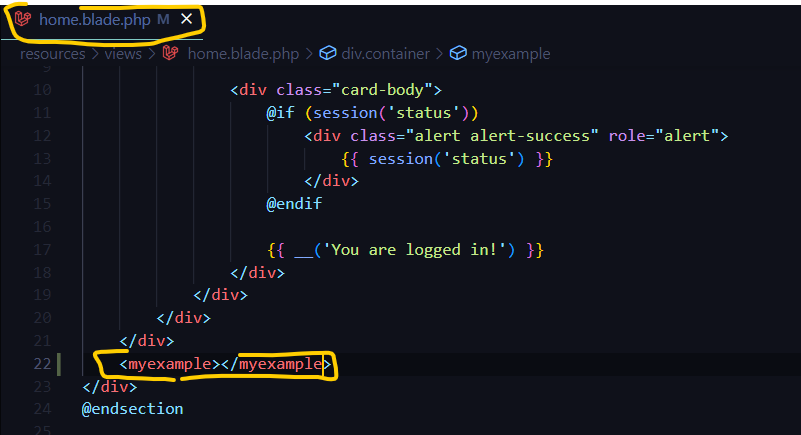 home.blade.php M ×
resources > views > home.blade.php > div.container > myexample
9
10 <div class="card-body">
11 @if (session('status'))
12 <div class="alert alert-success" role="alert">
13 {{ session('status') }}
14 </div>
15 @endif
16
17 {{ __('You are logged in!') }}
18 </div>
19 </div>
20 </div>
21 </div>
22 <myexample></myexample>
23 </div>
24 @endsection
25